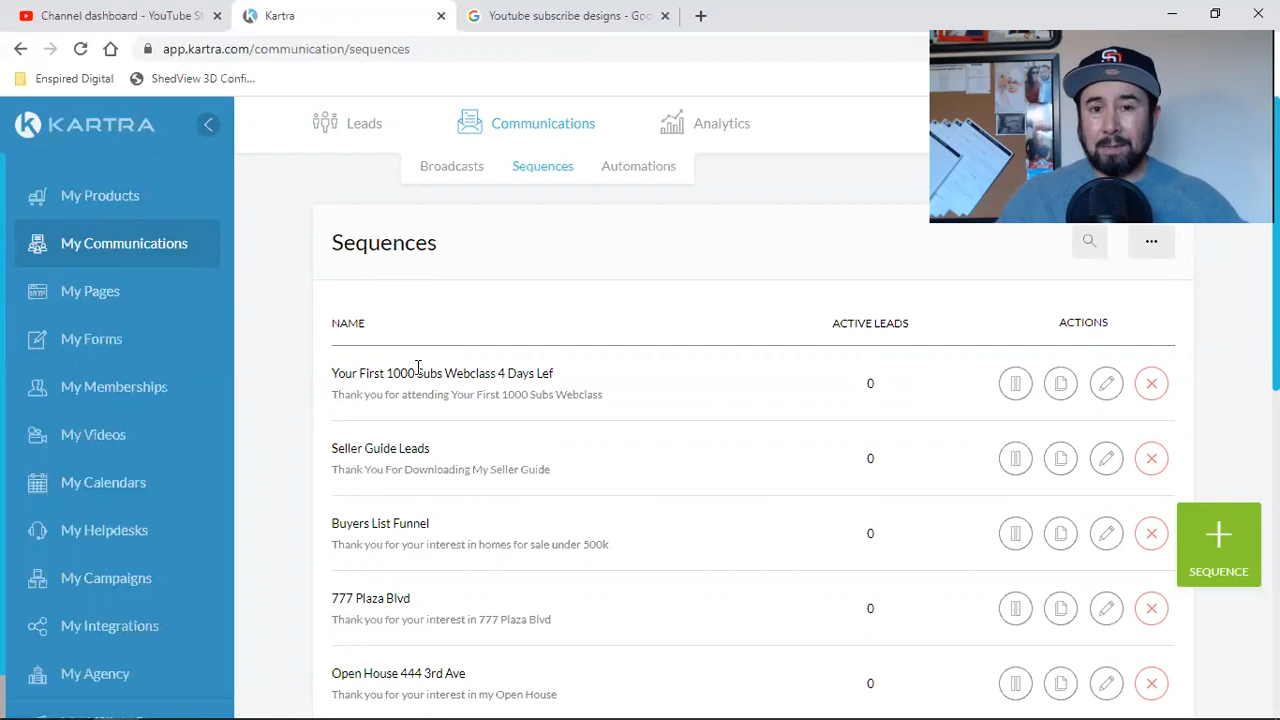 Channel dashboard - YouTube St
Kartra
Youtube subscribe designs - Goo
app.kartra.com/communication/sequences
Enspired Digital
ShedView 3D Confi...
KARTRA
Leads
Communications
Analytics
Broadcasts
Sequences
Automations
My Products
My Communications
My Pages
My Forms
My Memberships
My Videos
My Calendars
My Helpdesks
My Campaigns
My Integrations
My Agency
Sequences
NAME
ACTIVE LEADS
ACTIONS
Your First 1000 Subs Webclass 4 Days Lef
Thank you for attending Your First 1000 Subs Webclass
0
Seller Guide Leads
Thank You For Downloading My Seller Guide
0
Buyers List Funnel
Thank you for your interest in homes for sale under 500k
0
777 Plaza Blvd
Thank you for your interest in 777 Plaza Blvd
0
Open House 444 3rd Ave
Thank you for your interest in my Open House
0
SEQUENCE